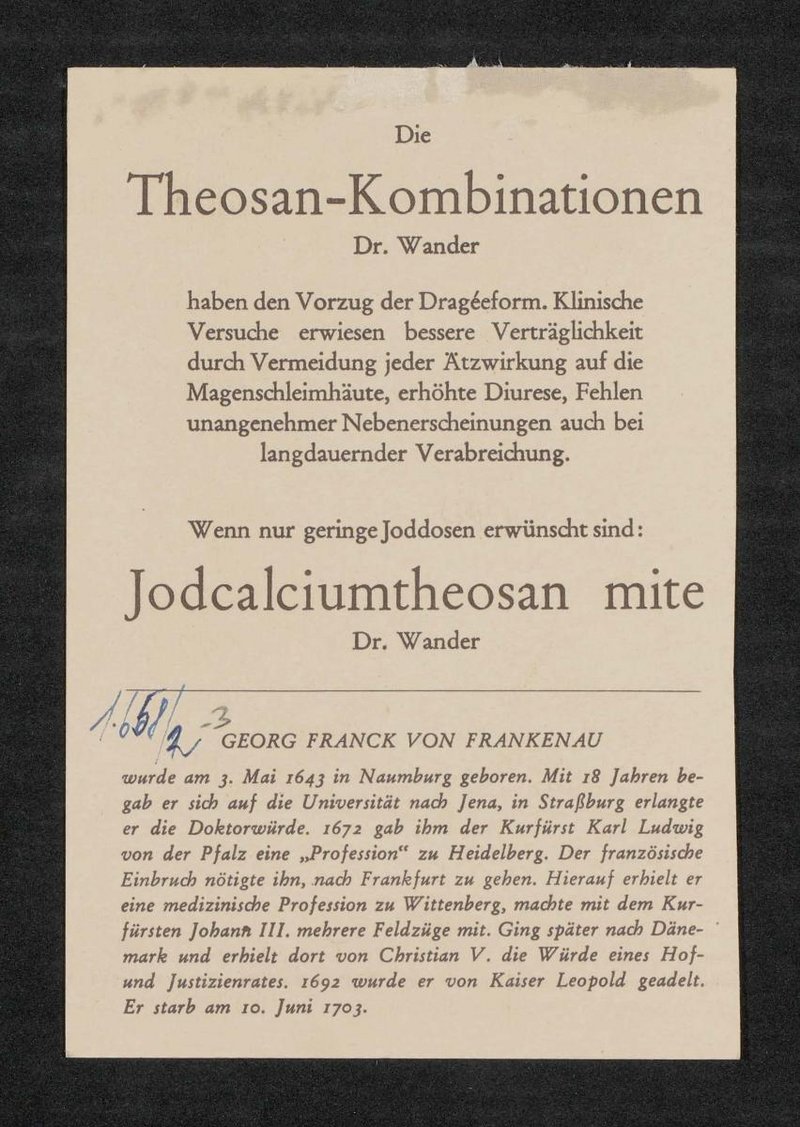 Die
Theosan-Kombinationen
Dr. Wander
haben den Vorzug der Dragéeform. Klinische
Versuche erwiesen bessere Verträglichkeit
durch Vermeidung jeder Ätzwirkung auf die
Magenschleimhäute, erhöhte Diurese, Fehlen
unangenehmer Nebenerscheinungen auch bei
langdauernder Verabreichung.
Wenn nur geringe Joddosen erwünscht sind:
Jodcalciumtheosan mite
Dr. Wander
-3
GEORG FRANCK VON FRANKENAU
wurde am 3. Mai 1643 in Naumburg geboren. Mit 18 Jahren be-
gab er sich auf die Universität nach Jena, in Straßburg erlangte
er die Doktorwürde. 1672 gab ihm der Kurfürst Karl Ludwig
von der Pfalz eine „Profession“ zu Heidelberg. Der französische
Einbruch nötigte ihn, nach Frankfurt zu gehen. Hierauf erhielt er
eine medizinische Profession zu Wittenberg, machte mit dem Kur-
fürsten Johann III. mehrere Feldzüge mit. Ging später nach Däne-
mark und erhielt dort von Christian V. die Würde eines Hof-
und Justizienrates. 1692 wurde er von Kaiser Leopold geadelt.
Er starb am 10. Juni 1703.